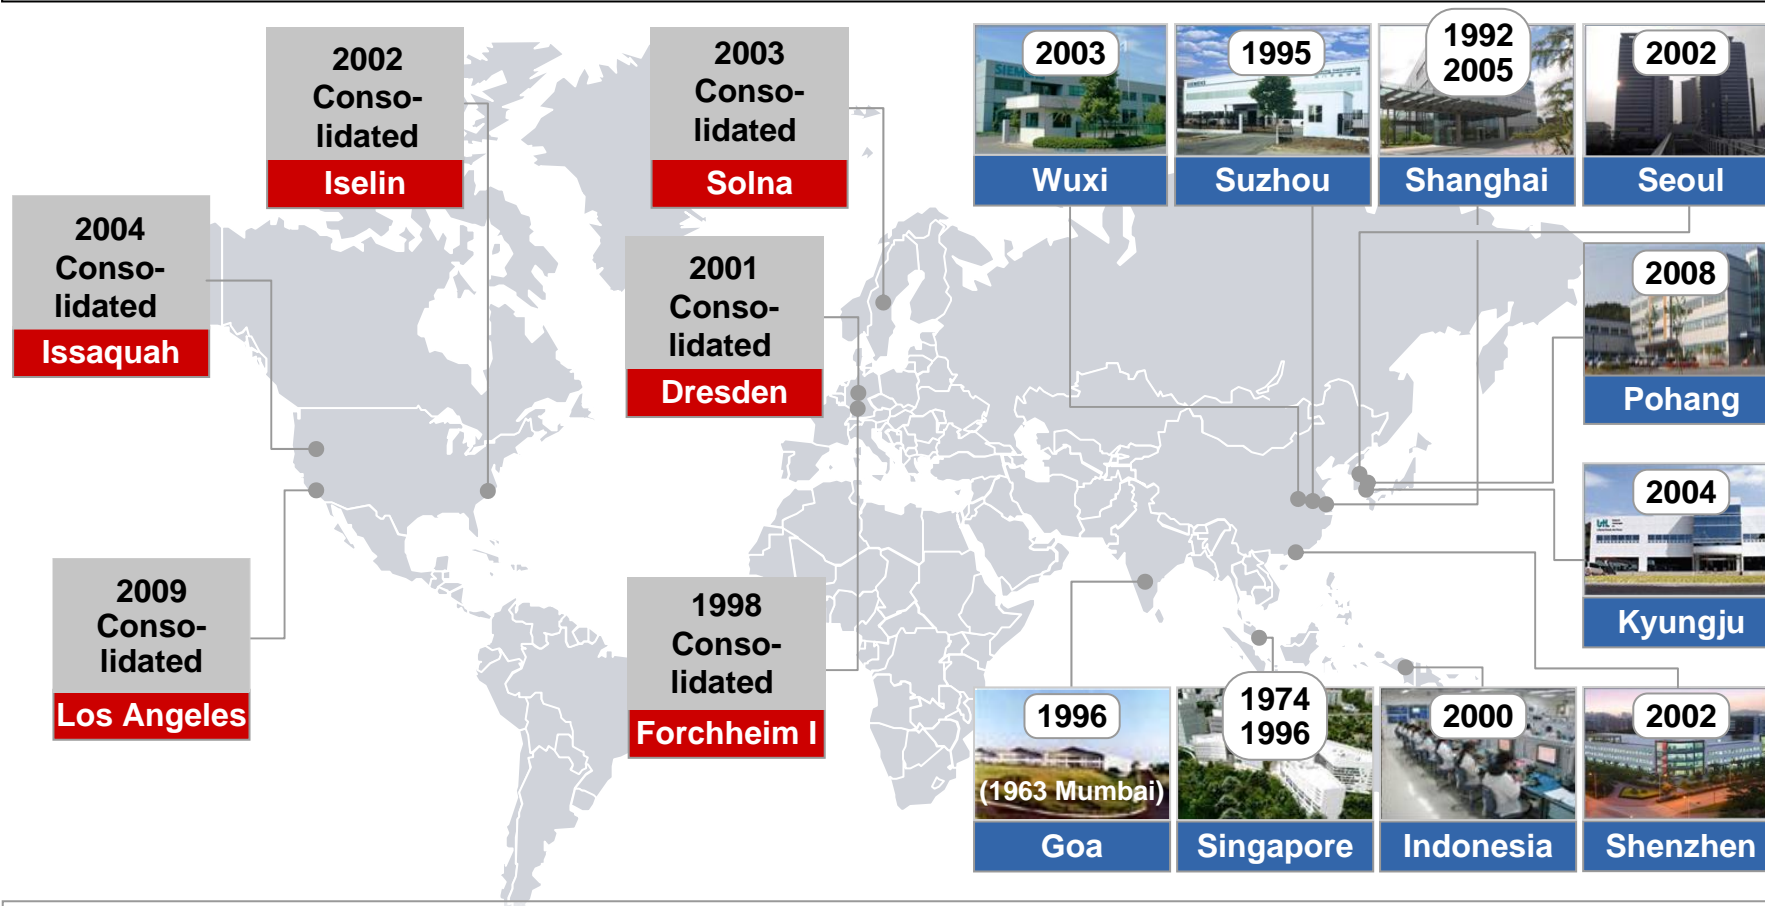 2002
Conso-
lidated
Iselin
2003
Conso-
lidated
Solna
2003
SIEMENS
Wuxi
1995
Suzhou
1992
2005
Shanghai
2002
Seoul
2004
Conso-
lidated
Issaquah
2001
Conso-
lidated
Dresden
2008
Pohang
2004
Kyungju
2009
Conso-
lidated
Los Angeles
1998
Conso-
lidated
Forchheim I
1996
(1963 Mumbai)
Goa
1974
1996
Singapore
2000
Indonesia
2002
Shenzhen